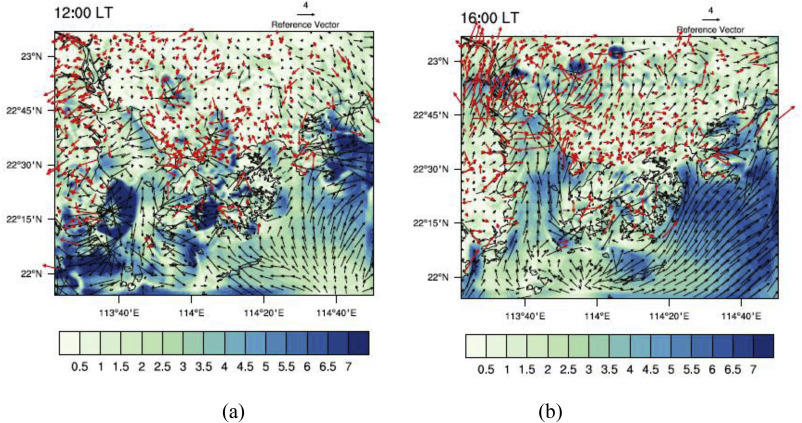 12:00 LT
4
Reference Vector
23°N
22°45'N
22°30'N
22°15'N
22°N
113°40'E 114°E 114°20'E 114°40'E
0.5 1 1.5 2 2.5 3 3.5 4 4.5 5 5.5 6 6.5 7
(a)
16:00 LT
4
Reference Vector
23°N
22°45'N
22°30'N
22°15'N
22°N
113°40'E 114°E 114°20'E 114°40'E
0.5 1 1.5 2 2.5 3 3.5 4 4.5 5 5.5 6 6.5 7
(b)